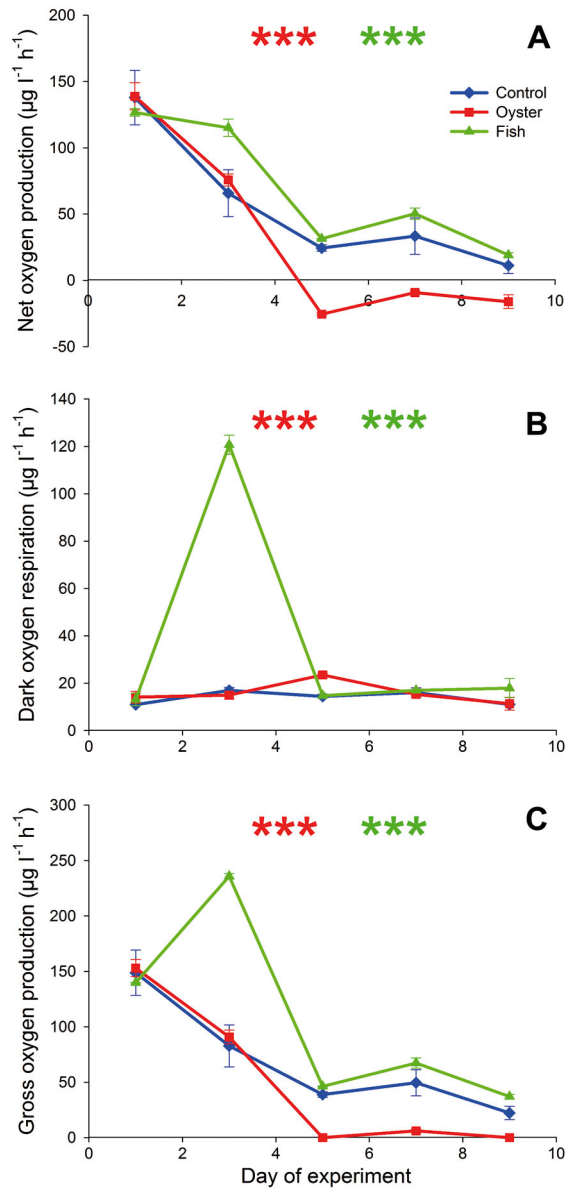 200
150
100
50
0
-50
0 2 4 6 8 10
Net oxygen production (µg l⁻¹ h⁻¹)
*** ***
A
Control
Oyster
Fish
140
120
100
80
60
40
20
0
0 2 4 6 8 10
Dark oxygen respiration (µg l⁻¹ h⁻¹)
*** ***
B
300
250
200
150
100
50
0
0 2 4 6 8 10
Gross oxygen production (µg l⁻¹ h⁻¹)
*** ***
C
Day of experiment